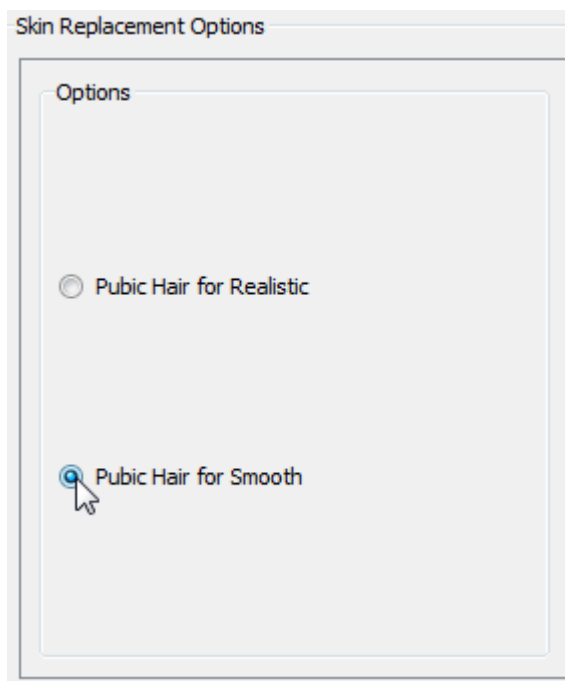 Skin Replacement Options
Options
Pubic Hair for Realistic
Pubic Hair for Smooth